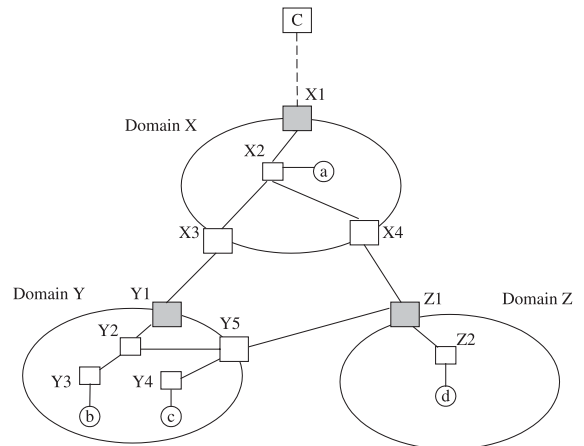 C
X1
Domain X
X2
a
X3
X4
Domain Y
Y1
Z1
Domain Z
Y2
Y5
Z2
Y3
Y4
b
c
d